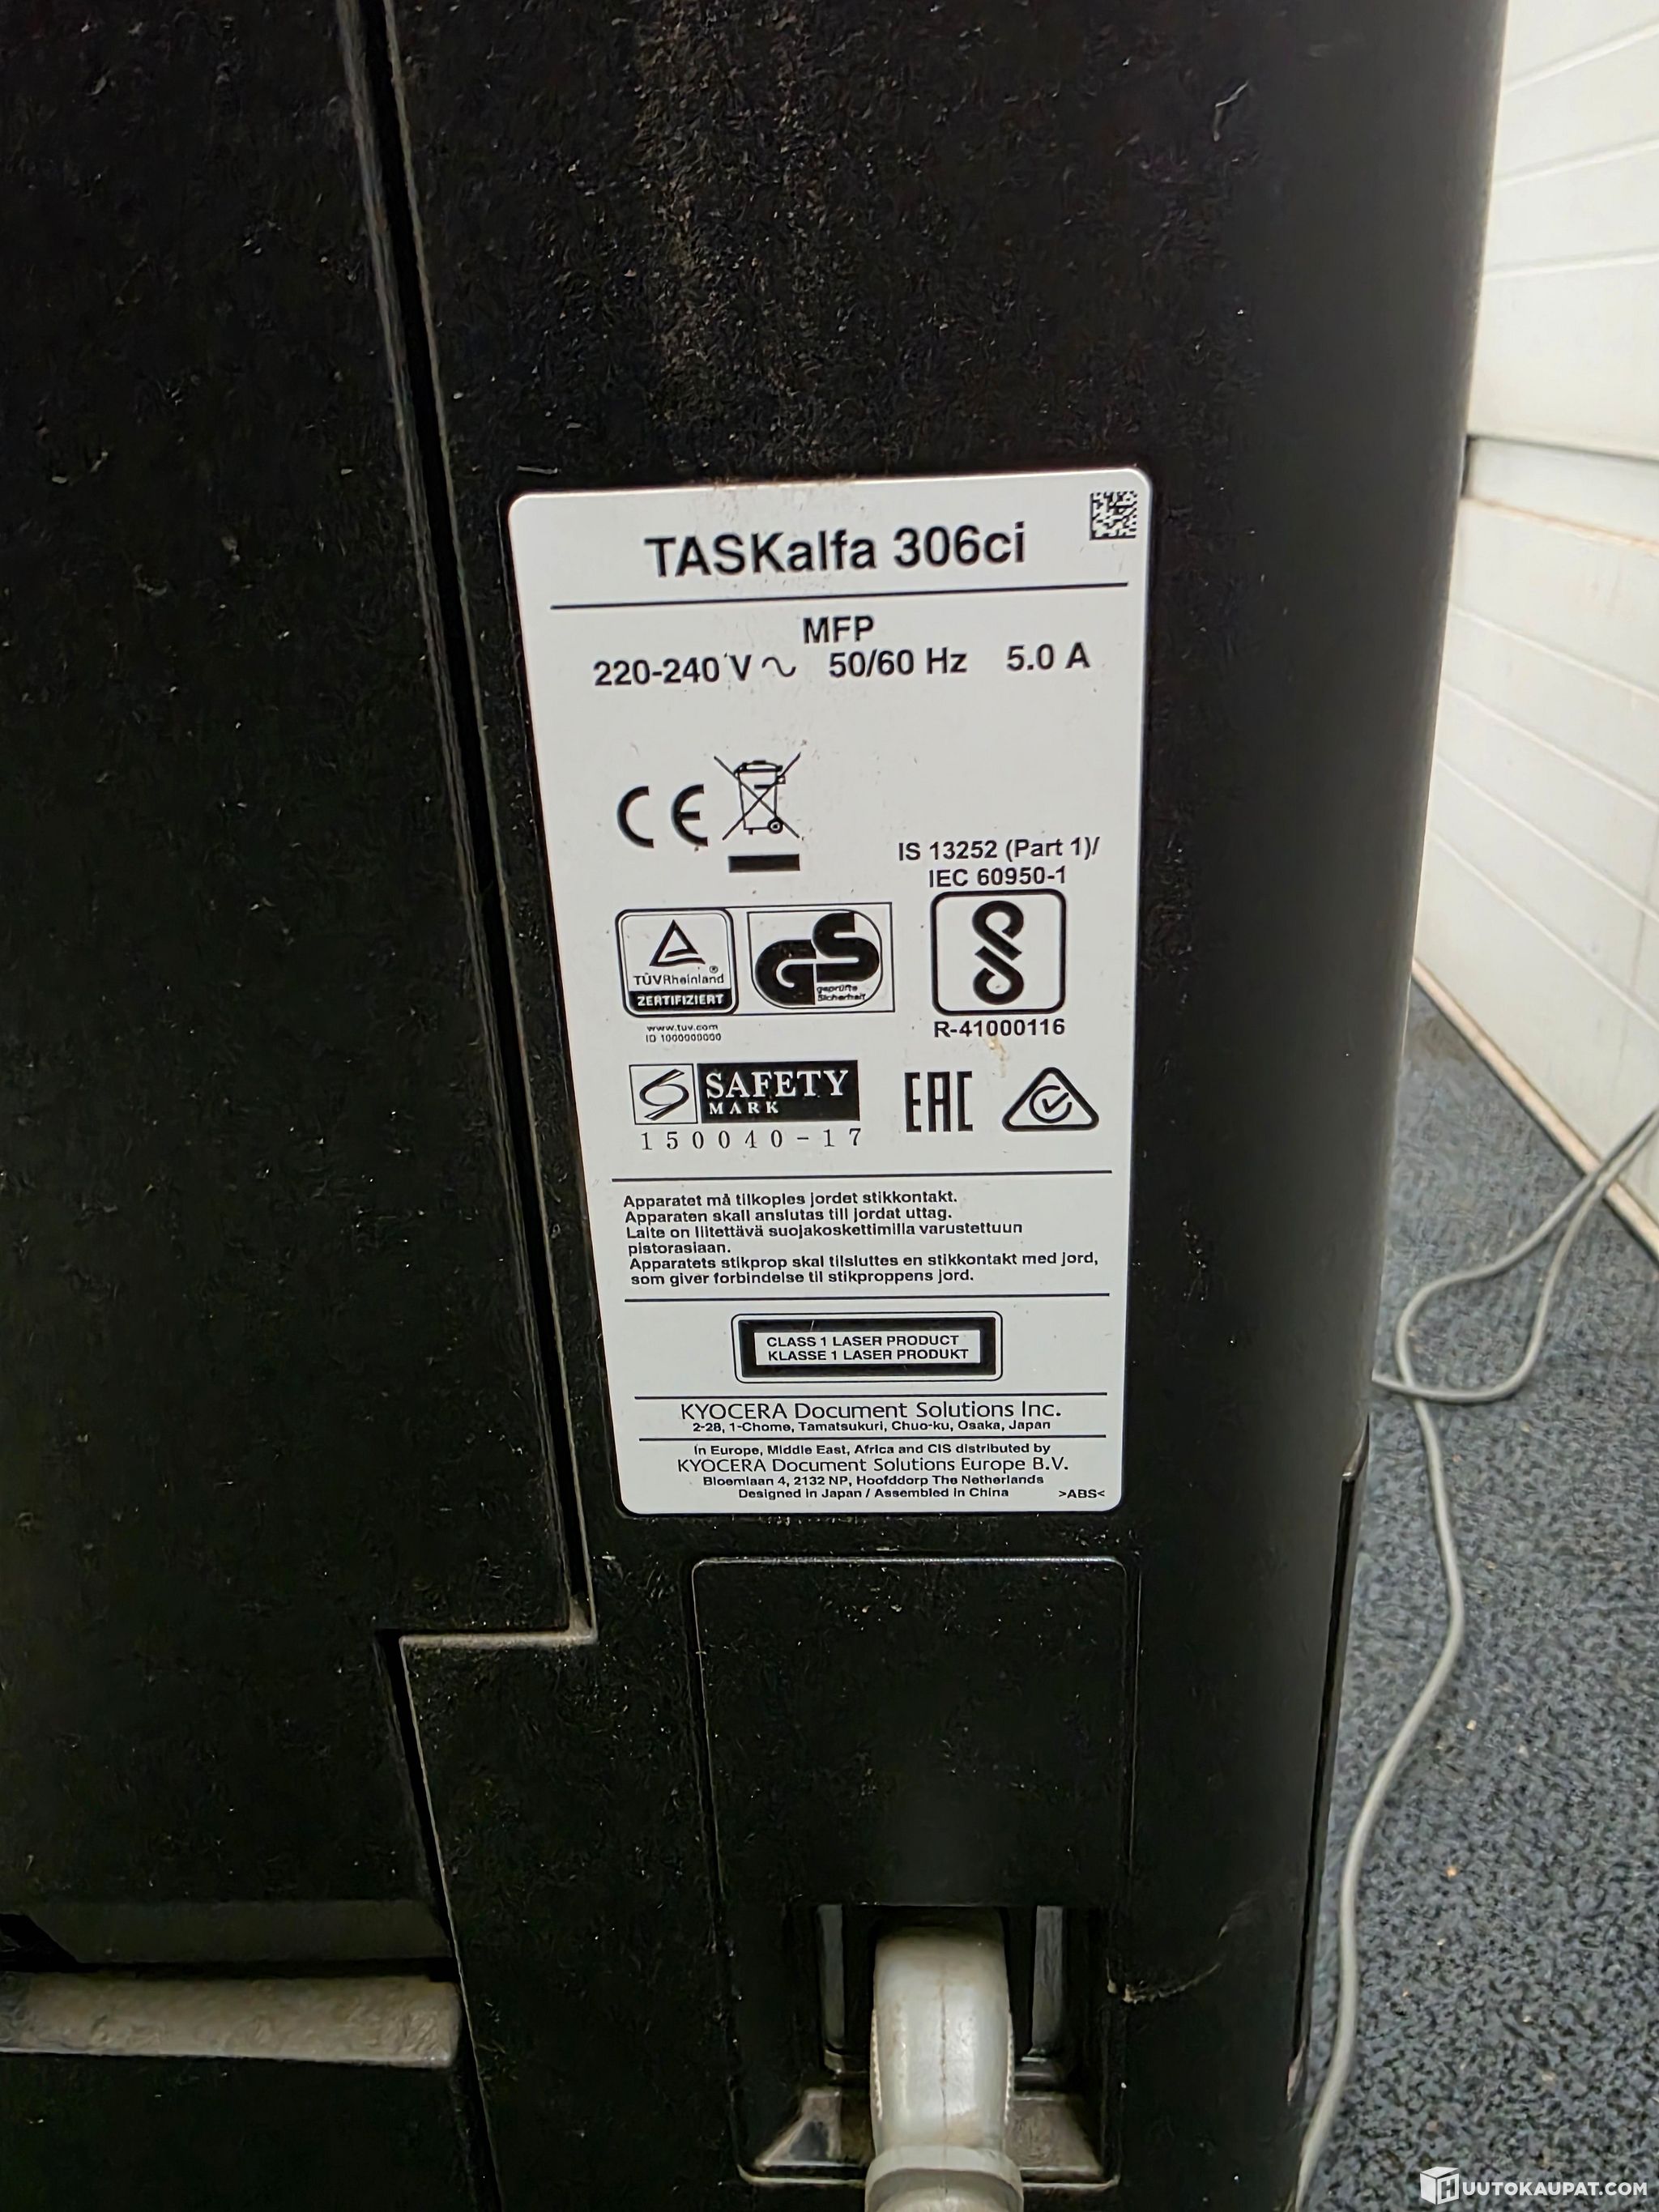 TASKalfa 306ci
MFP
220-240 V ~ 50/60 Hz 5.0 A
CE
IS 13252 (Part 1)/
IEC 60950-1
TÜVRheinland®
ZERTIFIZIERT
GS
geprüfte
Sicherheit
www.tuv.com
ID 1000000000
R-41000116
S SAFETY
MARK
150040-17
EAC
Apparatet må tilkoples jordet stikkontakt.
Apparaten skall anslutas till jordat uttag.
Laite on liitettävä suojakoskettimilla varustettuun
pistorasiaan.
Apparatets stikprop skal tilsluttes en stikkontakt med jord,
som giver forbindelse til stikproppens jord.
CLASS 1 LASER PRODUCT
KLASSE 1 LASER PRODUKT
KYOCERA Document Solutions Inc.
2-28, 1-Chome, Tamatsukuri, Chuo-ku, Osaka, Japan
In Europe, Middle East, Africa and CIS distributed by
KYOCERA Document Solutions Europe B.V.
Bloemlaan 4, 2132 NP, Hoofddorp The Netherlands
Designed in Japan / Assembled in China >ABS<
HUUTOKAUPAT.COM